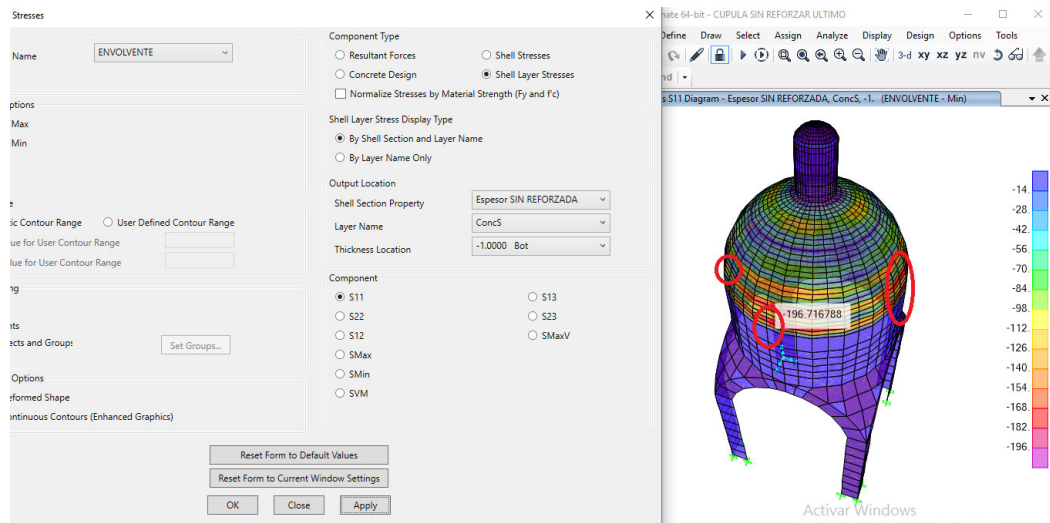 Stresses
Name
ENVOLVENTE
ptions
Max
Min
e
ic Contour Range
User Defined Contour Range
ue for User Contour Range
lue for User Contour Range
ng
nts
ects and Groups
Set Groups...
Options
eformed Shape
ontinuous Contours (Enhanced Graphics)
Component Type
Resultant Forces
Shell Stresses
Concrete Design
Shell Layer Stresses
Normalize Stresses by Material Strength (Fy and f'c)
Shell Layer Stress Display Type
By Shell Section and Layer Name
By Layer Name Only
Output Location
Shell Section Property
Espesor SIN REFORZADA
Layer Name
ConcS
Thickness Location
-1.0000 Bot
Component
S11
S13
S22
S23
S12
SMaxV
SMax
SMin
SVM
Reset Form to Default Values
Reset Form to Current Window Settings
OK
Close
Apply
nate 64-bit - CUPULA SIN REFORZAR ULTIMO
Define Draw Select Assign Analyze Display Design Options Tools
3-d xy xz yz nv
nd
s S11 Diagram - Espesor SIN REFORZADA, ConcS, -1. (ENVOLVENTE - Min)
-196.716788
-14.
-28.
-42.
-56.
-70.
-84.
-98.
-112.
-126.
-140.
-154.
-168.
-182.
-196.
Activar Windows